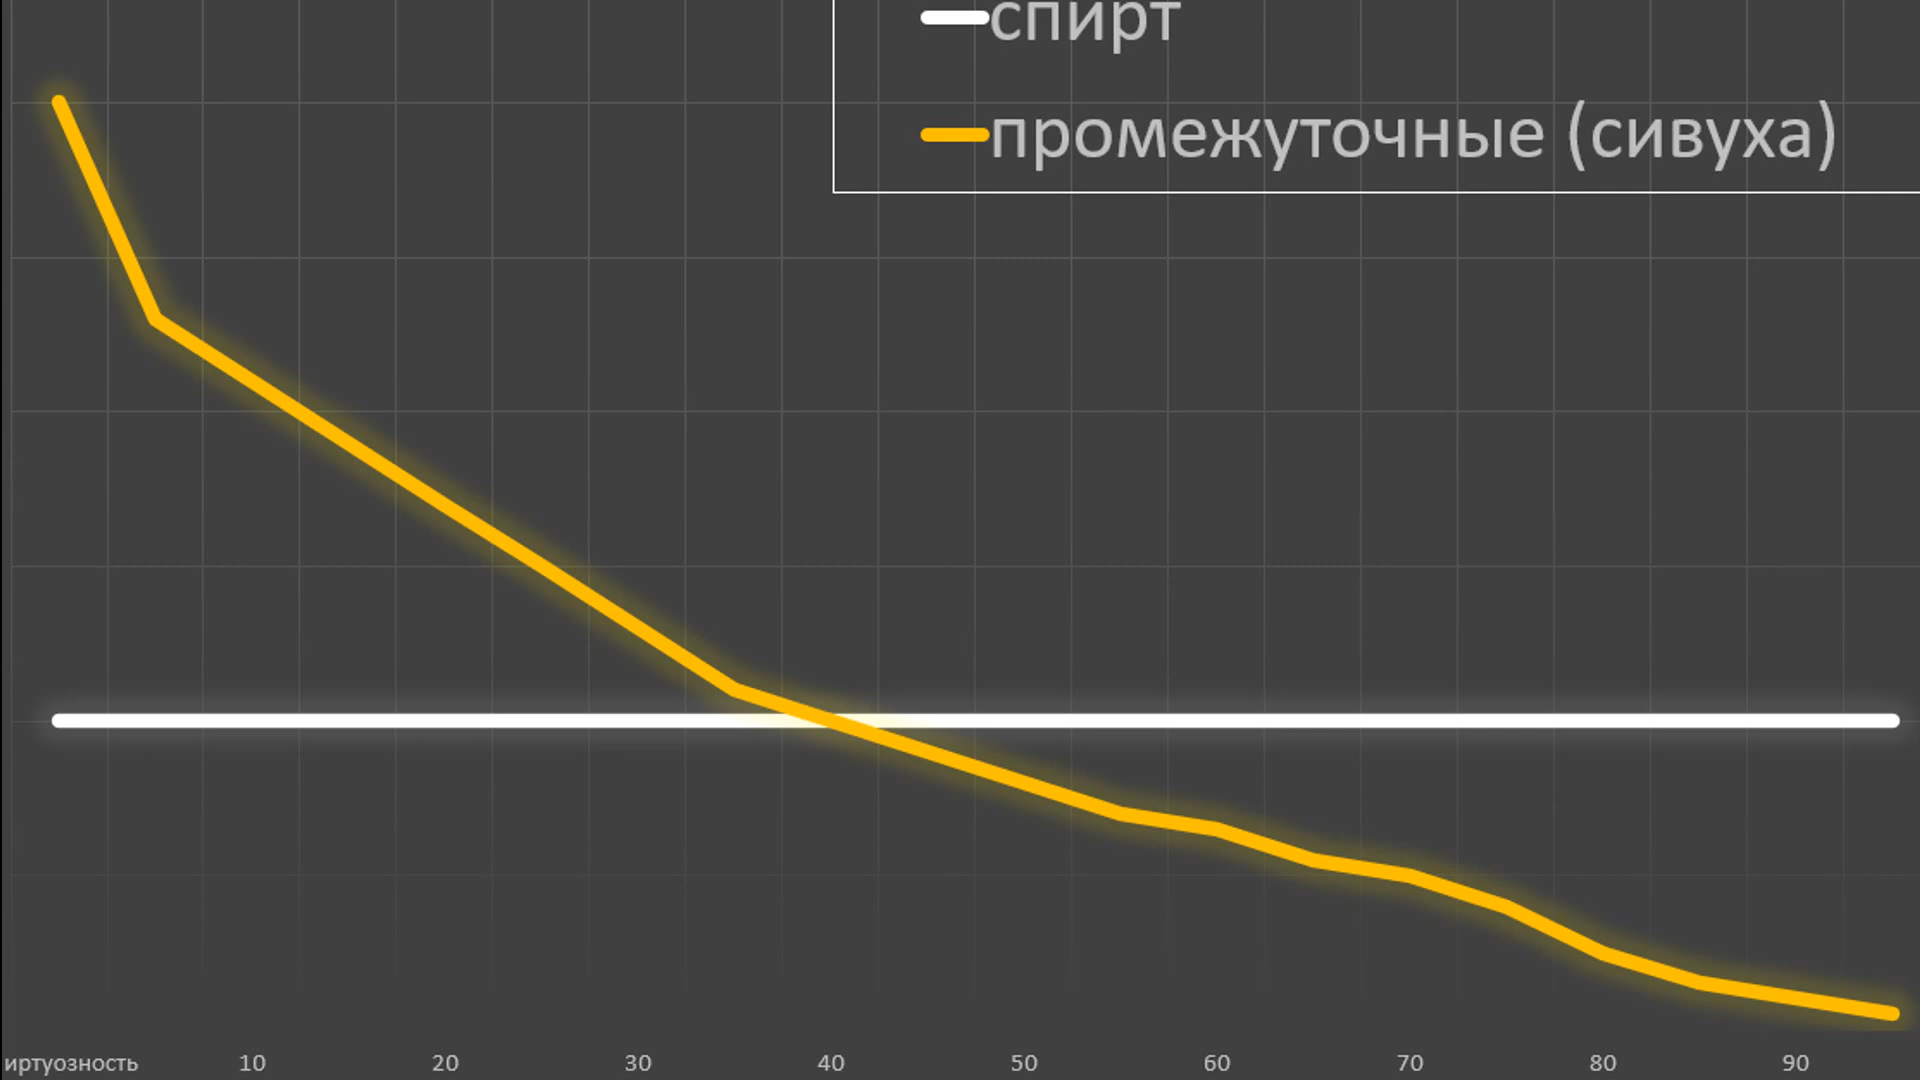 спирт
промежуточные (сивуха)
иртуозность 10 20 30 40 50 60 70 80 90